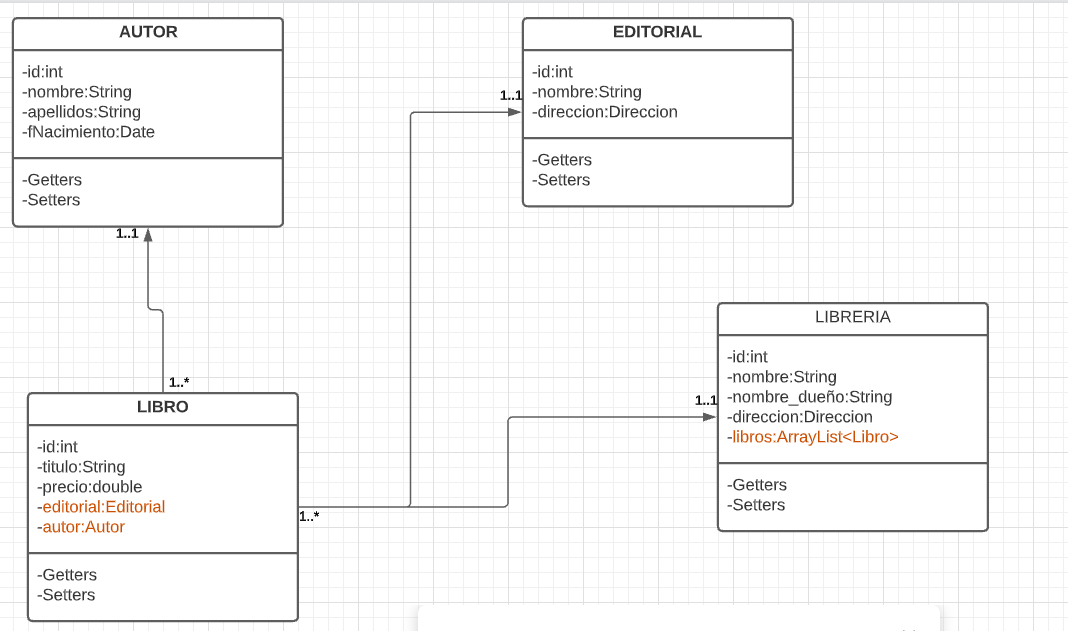 AUTOR
-id:int
-nombre:String
-apellidos:String
-fNacimiento:Date
-Getters
-Setters
1..1
EDITORIAL
-id:int
-nombre:String
-direccion:Direccion
-Getters
-Setters
1..1
1..*
LIBRO
-id:int
-titulo:String
-precio:double
-editorial:Editorial
-autor:Autor
-Getters
-Setters
1..*
1..1
LIBRERIA
-id:int
-nombre:String
-nombre_dueño:String
-direccion:Direccion
-libros:ArrayList<Libro>
-Getters
-Setters